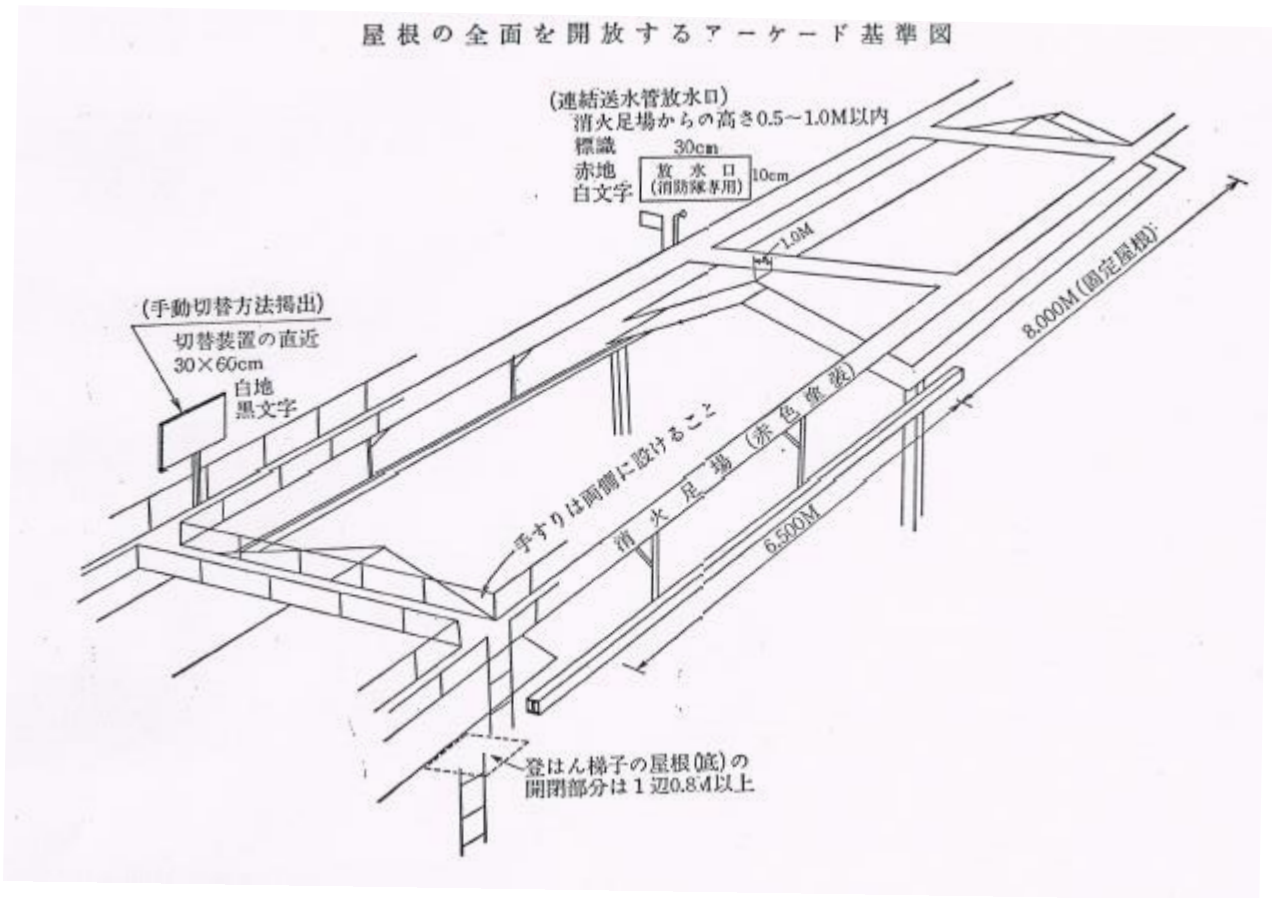 屋根の全面を開放するアーケード基準図
(連結送水管放水口)
消火足場からの高さ0.5～1.0M以内
標識 30cm
赤地 放水口 10cm
白文字 (消防隊専用)
1.0M
8.000M(固定屋根)
(手動切替方法掲出)
切替装置の直近
30×60cm
白地
黒文字
手すりは両側に設けること
消火足場(赤色塗装)
6.500M
登はん梯子の屋根(底)の
開閉部分は1辺0.8M以上